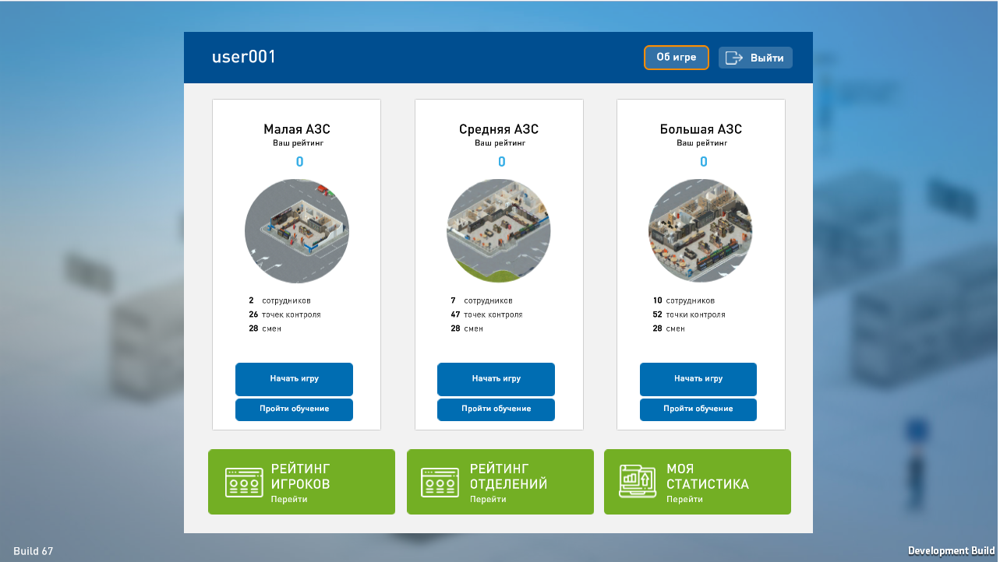 user001
Об игре
Выйти
Малая АЗС
Ваш рейтинг
0
2 сотрудников
26 точек контроля
28 смен
Начать игру
Пройти обучение
Средняя АЗС
Ваш рейтинг
0
7 сотрудников
47 точек контроля
28 смен
Начать игру
Пройти обучение
Большая АЗС
Ваш рейтинг
0
10 сотрудников
52 точки контроля
28 смен
Начать игру
Пройти обучение
РЕЙТИНГ
ИГРОКОВ
Перейти
РЕЙТИНГ
ОТДЕЛЕНИЙ
Перейти
МОЯ
СТАТИСТИКА
Перейти
Build 67
Development Build